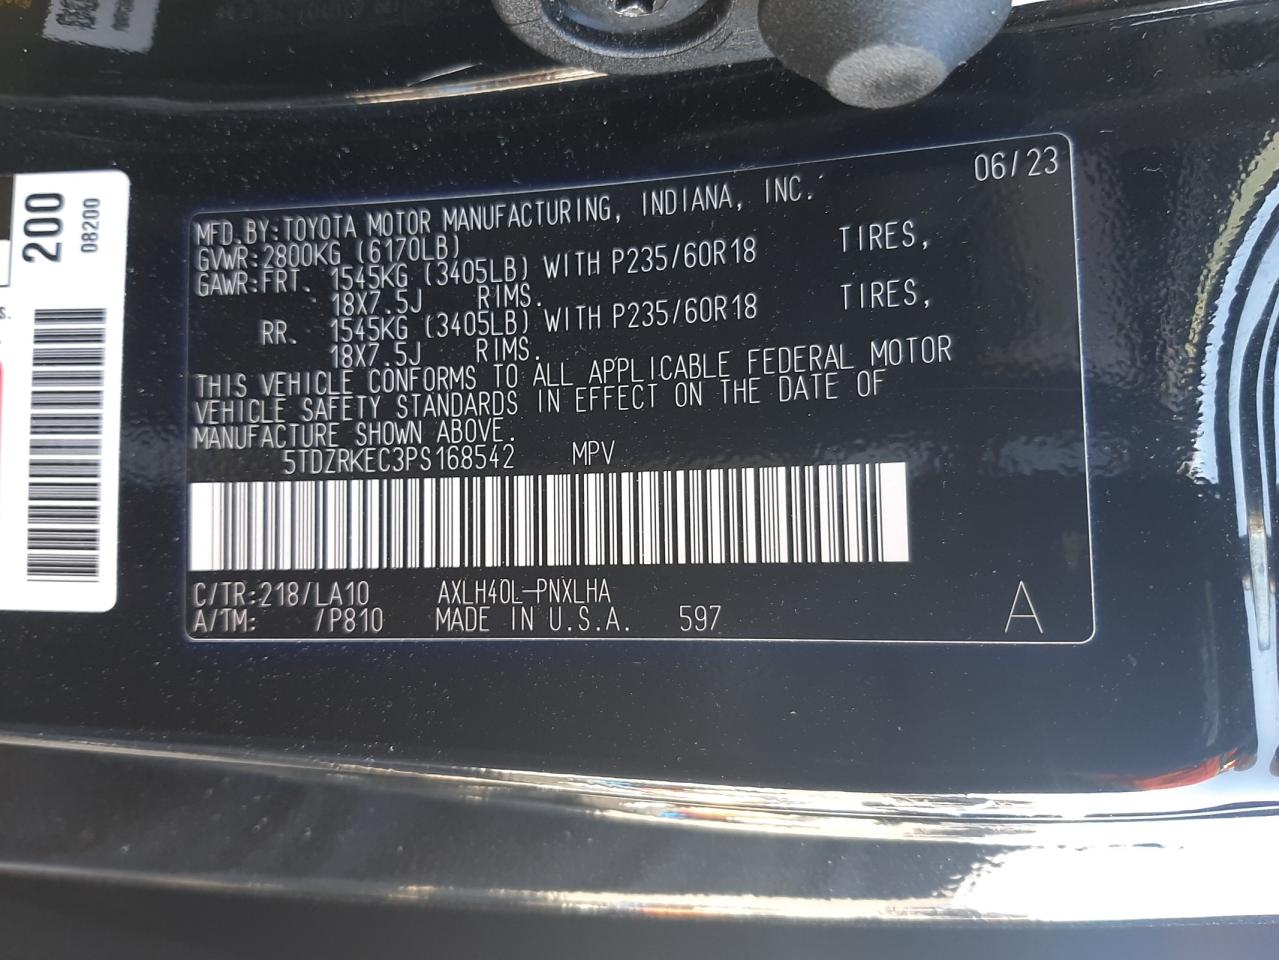 200
08200
s.
06/23
MFD.BY:TOYOTA MOTOR MANUFACTURING, INDIANA, INC.
GVWR:2800KG (6170LB)
GAWR:FRT. 1545KG (3405LB) WITH P235/60R18 TIRES,
18X7.5J RIMS.
RR. 1545KG (3405LB) WITH P235/60R18 TIRES,
18X7.5J RIMS.
THIS VEHICLE CONFORMS TO ALL APPLICABLE FEDERAL MOTOR
VEHICLE SAFETY STANDARDS IN EFFECT ON THE DATE OF
MANUFACTURE SHOWN ABOVE.
5TDZRKEC3PS168542 MPV
C/TR:218/LA10 AXLH40L-PNXLHA
A/TM: /P810 MADE IN U.S.A. 597
A